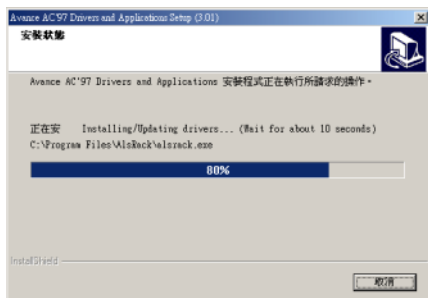 Avance AC'97 Drivers and Applications Setup (3.01)
安裝狀態
Avance AC'97 Drivers and Applications 安裝程式正在執行所請求的操作。
正在安 Installing/Updating drivers... (Wait for about 10 seconds)
C:\Program Files\AlsRack\alsrack.exe
80%
InstallShield
取消